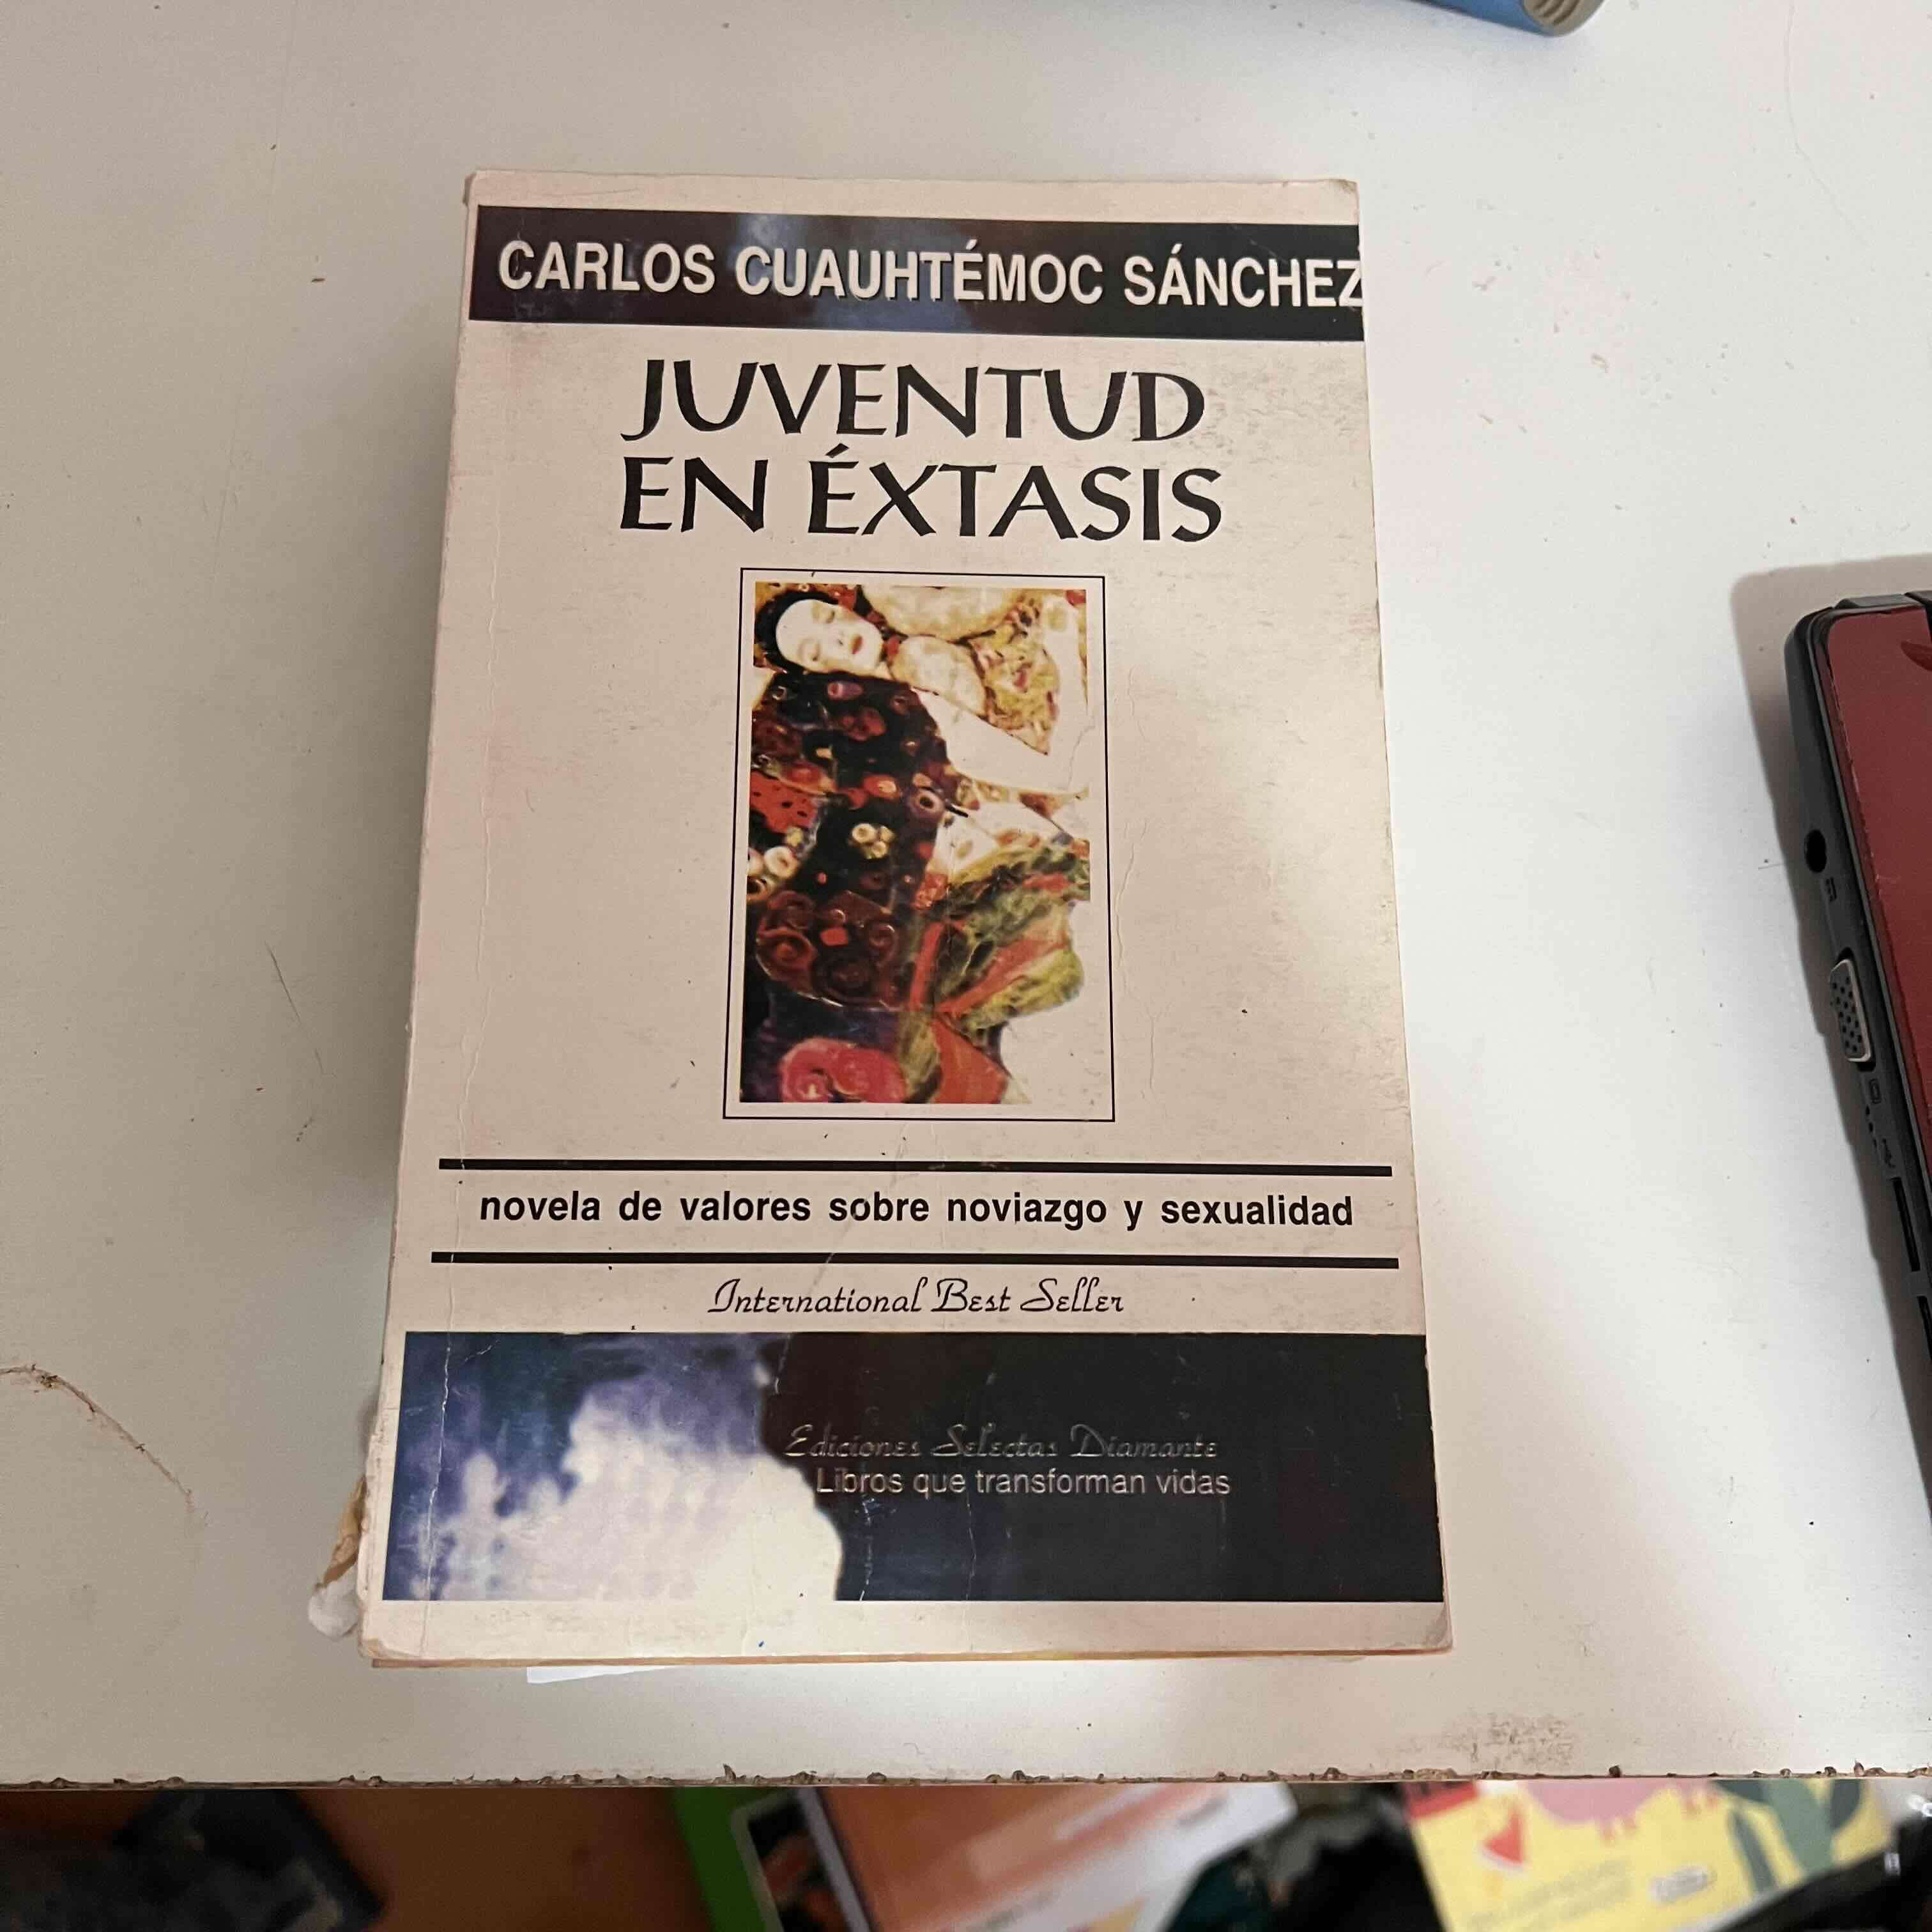 CARLOS CUAUHTÉMOC SÁNCHEZ
JUVENTUD
EN ÉXTASIS
novela de valores sobre noviazgo y sexualidad
International Best Seller
Ediciones Selectas Diamante
Libros que transforman vidas